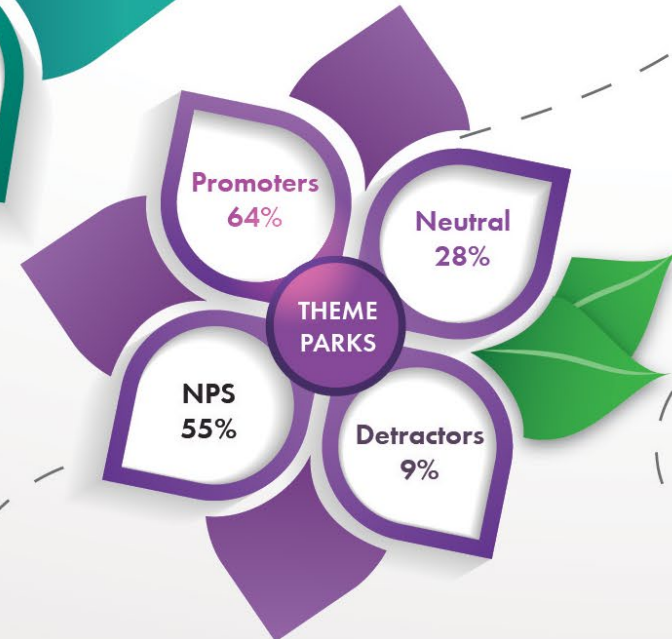 Promoters
64%
Neutral
28%
THEME
PARKS
NPS
55%
Detractors
9%